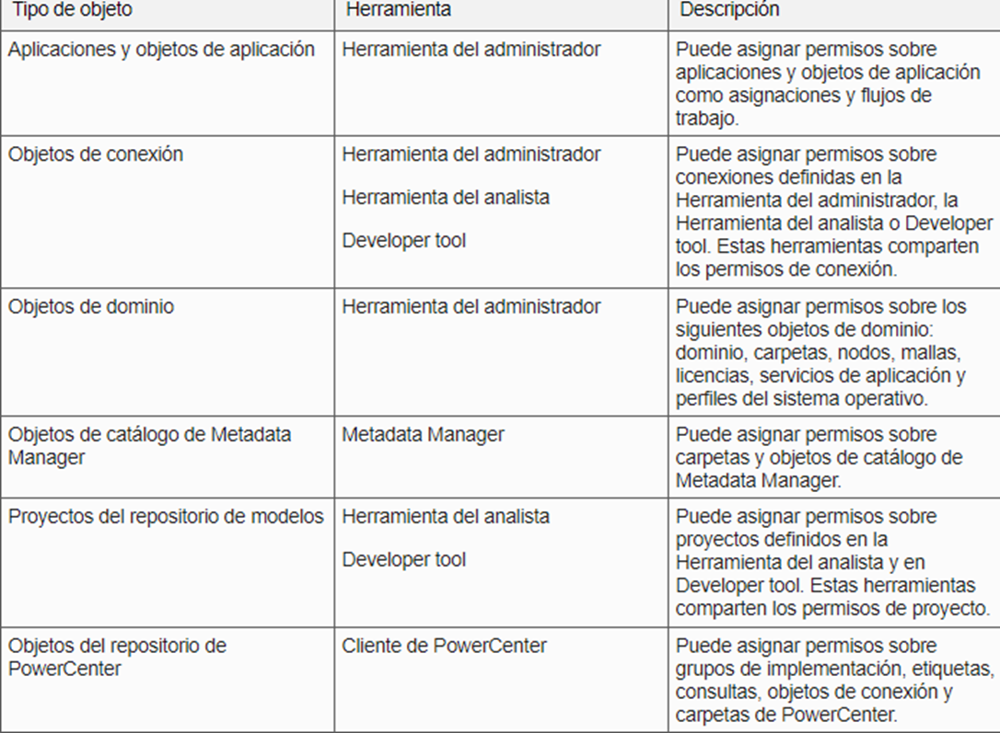 Tipo de objeto
Herramienta
Descripción
Aplicaciones y objetos de aplicación
Herramienta del administrador
Puede asignar permisos sobre
aplicaciones y objetos de aplicación
como asignaciones y flujos de
trabajo.
Objetos de conexión
Herramienta del administrador
Herramienta del analista
Developer tool
Puede asignar permisos sobre
conexiones definidas en la
Herramienta del administrador, la
Herramienta del analista o Developer
tool. Estas herramientas comparten
los permisos de conexión.
Objetos de dominio
Herramienta del administrador
Puede asignar permisos sobre los
siguientes objetos de dominio:
dominio, carpetas, nodos, mallas,
licencias, servicios de aplicación y
perfiles del sistema operativo.
Objetos de catálogo de Metadata
Manager
Metadata Manager
Puede asignar permisos sobre
carpetas y objetos de catálogo de
Metadata Manager.
Proyectos del repositorio de modelos
Herramienta del analista
Developer tool
Puede asignar permisos sobre
proyectos definidos en la
Herramienta del analista y en
Developer tool. Estas herramientas
comparten los permisos de proyecto.
Objetos del repositorio de
PowerCenter
Cliente de PowerCenter
Puede asignar permisos sobre
grupos de implementación, etiquetas,
consultas, objetos de conexión y
carpetas de PowerCenter.